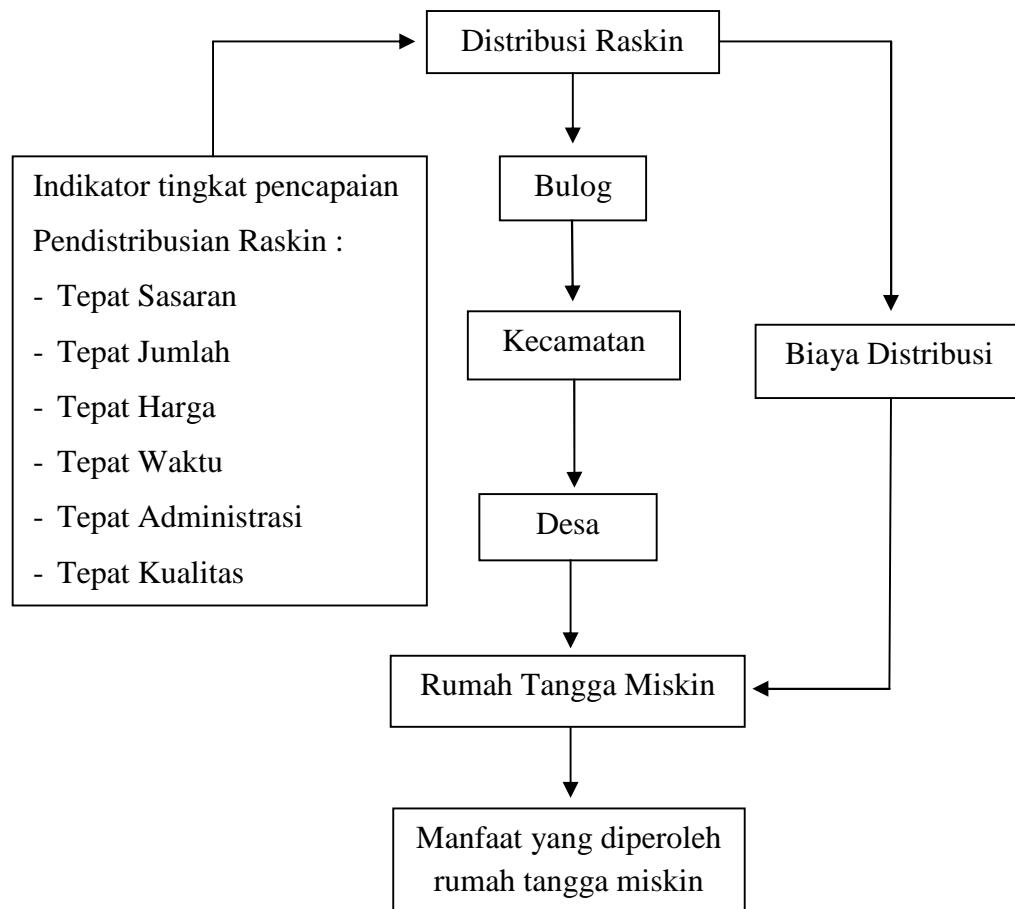 Distribusi Raskin
Indikator tingkat pencapaian
Pendistribusian Raskin :
- Tepat Sasaran
- Tepat Jumlah
- Tepat Harga
- Tepat Waktu
- Tepat Administrasi
- Tepat Kualitas
Bulog
Kecamatan
Biaya Distribusi
Desa
Rumah Tangga Miskin
Manfaat yang diperoleh
rumah tangga miskin